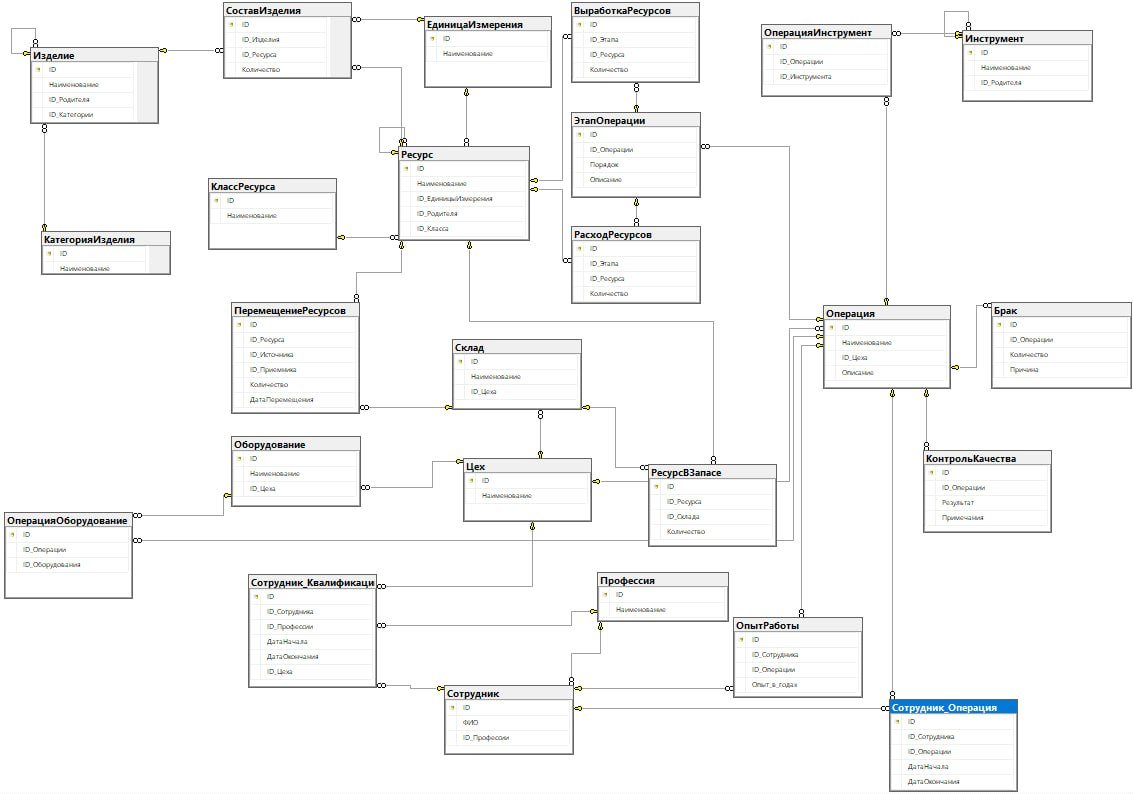 СоставИзделия
ID
ID_Изделия
ID_Ресурса
Количество
ЕдиницаИзмерения
ID
Наименование
ВыработкаРесурсов
ID
ID_Этапа
ID_Ресурса
Количество
ОперацияИнструмент
ID
ID_Операции
ID_Инструмента
Инструмент
ID
Наименование
ID_Родителя
Изделие
ID
Наименование
ID_Родителя
ID_Категории
ЭтапОперации
ID
ID_Операции
Порядок
Описание
Ресурс
ID
Наименование
ID_ЕдиницыИзмерения
ID_Родителя
ID_Класса
КлассРесурса
ID
Наименование
КатегорияИзделия
ID
Наименование
РасходРесурсов
ID
ID_Этапа
ID_Ресурса
Количество
ПеремещениеРесурсов
ID
ID_Ресурса
ID_Источника
ID_Приемника
Количество
ДатаПеремещения
Склад
ID
Наименование
ID_Цеха
Операция
ID
Наименование
ID_Цеха
Описание
Брак
ID
ID_Операции
Количество
Причина
Оборудование
ID
Наименование
ID_Цеха
Цех
ID
Наименование
РесурсВЗапасе
ID
ID_Ресурса
ID_Склада
Количество
КонтрольКачества
ID
ID_Операции
Результат
Примечания
ОперацияОборудование
ID
ID_Операции
ID_Оборудования
Сотрудник_Квалификаци
ID
ID_Сотрудника
ID_Профессии
ДатаНачала
ДатаОкончания
ID_Цеха
Профессия
ID
Наименование
ОпытРаботы
ID
ID_Сотрудника
ID_Операции
Опыт_в_годах
Сотрудник
ID
ФИО
ID_Профессии
Сотрудник_Операция
ID
ID_Сотрудника
ID_Операции
ДатаНачала
ДатаОкончания